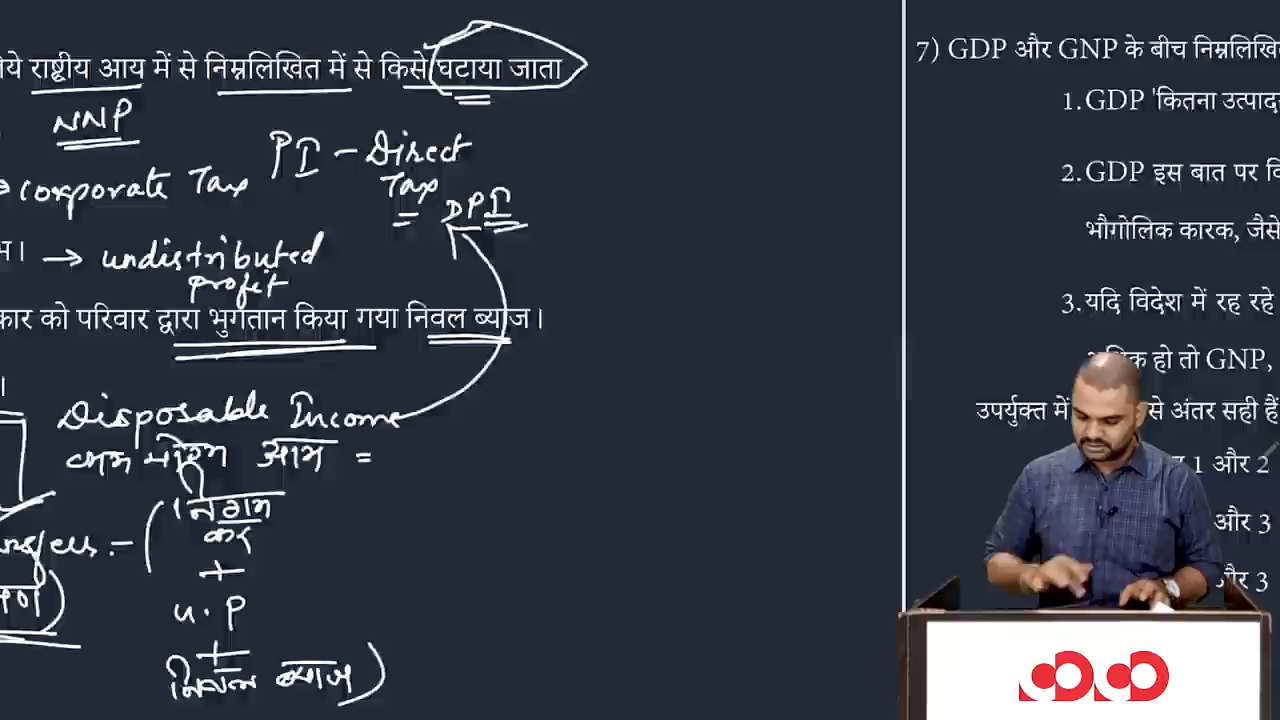 ये राष्ट्रीय आय में से निम्नलिखित में से किसे घटाया जाता
NNP
PI - Direct
Tax
corporate Tax
DPI
→ undistributed
profit
कार को परिवार द्वारा भुगतान किया गया निवल ब्याज।
Disposable Income
आय =
(निगम
कर
+
U.P
+
निवल ब्याज)
7) GDP और GNP के बीच निम्नलिखि
1. GDP 'कितना उत्पाद
2. GDP इस बात पर वि
भौगोलिक कारक, जैसे
3. यदि विदेश में रह रहे
हो तो GNP,
उपर्युक्त में से अंतर सही हैं
1 और 2
और 3
और 3